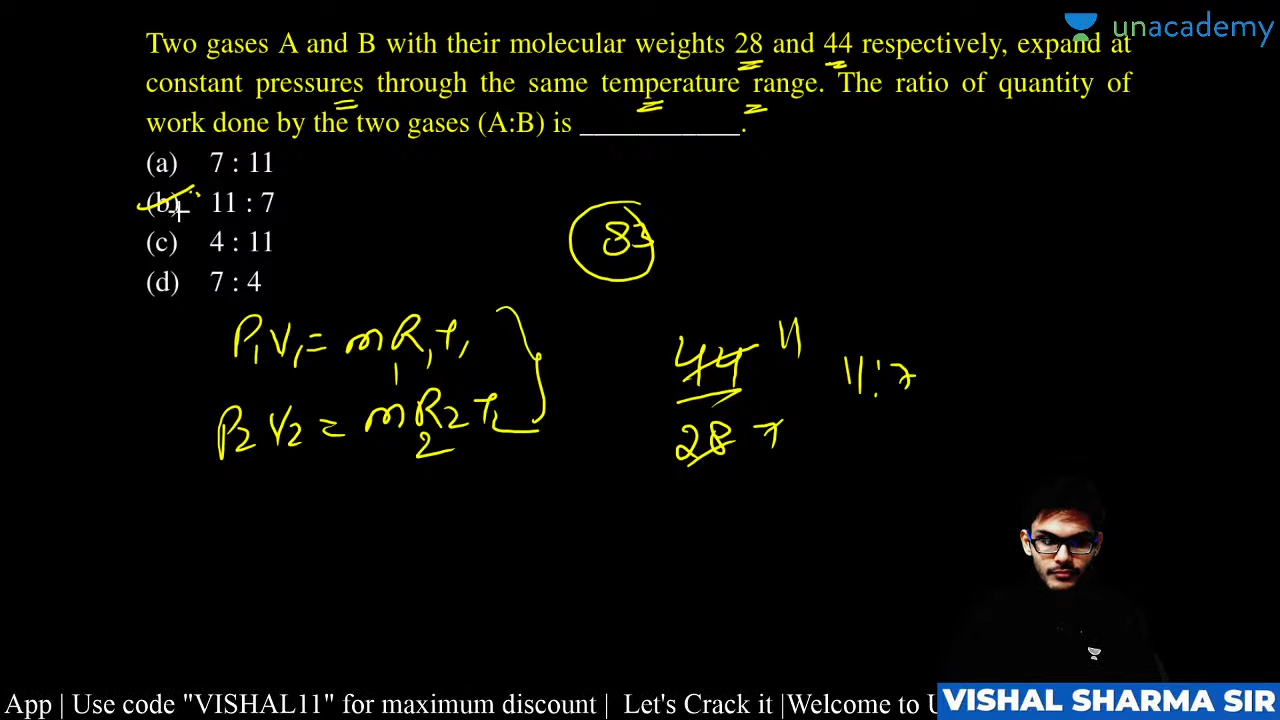 unacademy
Two gases A and B with their molecular weights 28 and 44 respectively, expand at
constant pressures through the same temperature range. The ratio of quantity of
work done by the two gases (A:B) is ___________.
(a) 7 : 11
(b) 11 : 7
(c) 4 : 11
(d) 7 : 4
83
P₁V₁ = mR₁T₁
1
P₂V₂ = mR₂T₂
2
44 11
28 7
11:7
App | Use code "VISHAL11" for maximum discount | Let's Crack it |Welcome to U
VISHAL SHARMA SIR